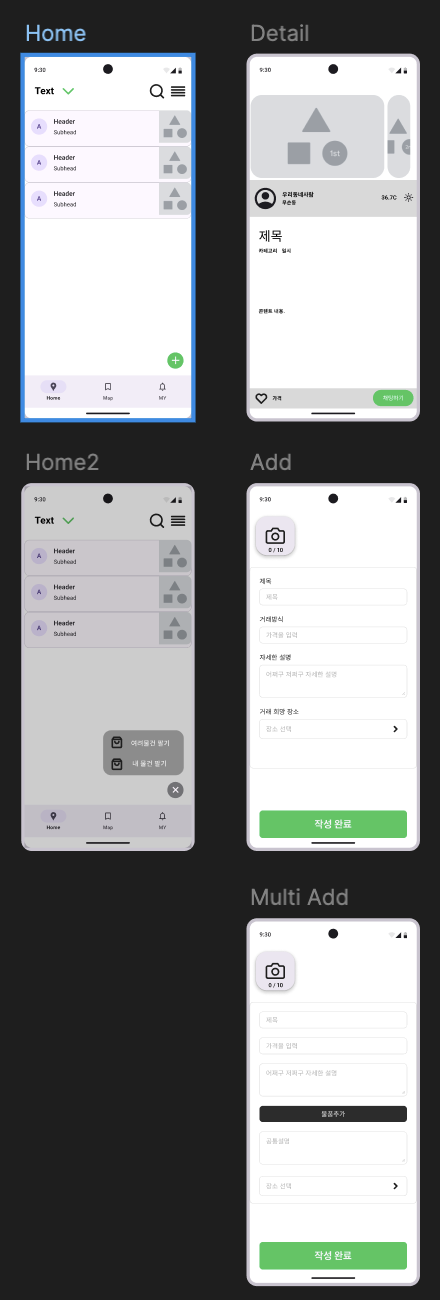 Home
9:30
Text
A
Header
Subhead
A
Header
Subhead
A
Header
Subhead
Home
Map
MY
Detail
9:30
1st
우리동네사람
무슨동
36.7C
제목
카테고리 일시
콘텐트 내용.
가격
채팅하기
Home2
9:30
Text
A
Header
Subhead
A
Header
Subhead
A
Header
Subhead
여러물건 팔기
내 물건 팔기
Home
Map
MY
Add
9:30
0 / 10
제목
제목
거래방식
가격을 입력
자세한 설명
어쩌구 저쩌구 자세한 설명
거래 희망 장소
장소 선택
작성 완료
Multi Add
9:30
0 / 10
제목
가격을 입력
어쩌구 저쩌구 자세한 설명
물품추가
공통설명
장소 선택
작성 완료